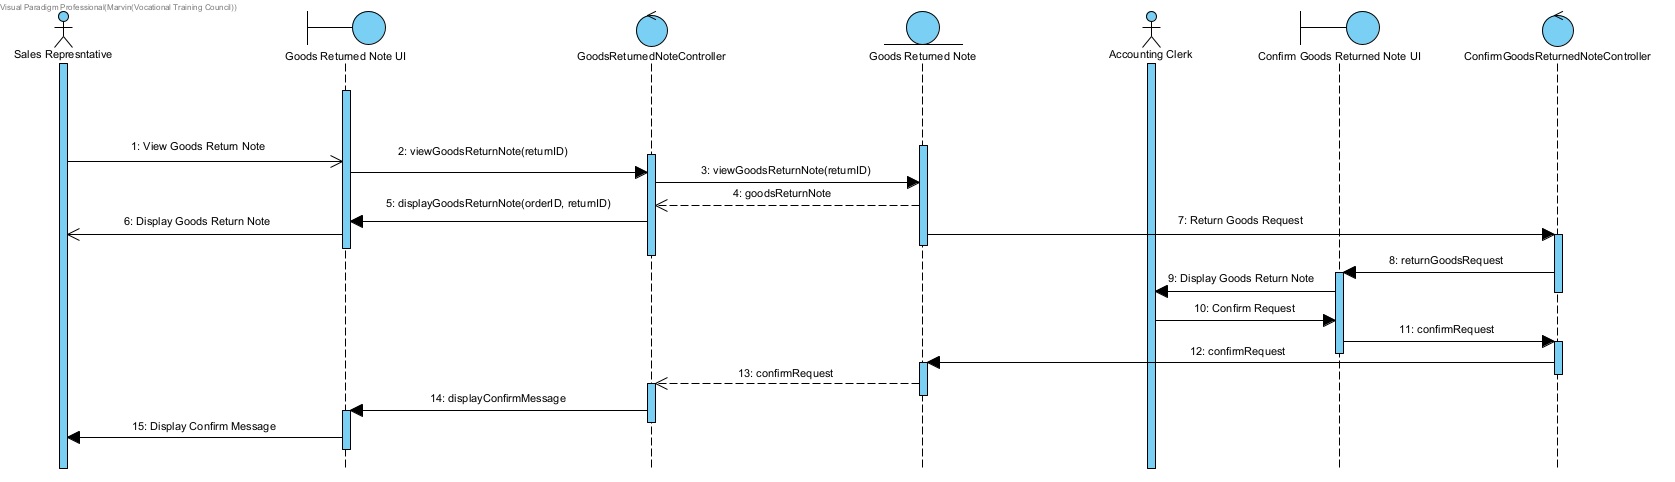 Visual Paradigm Professional(Marvin(Vocational Training Council))
Sales Represntative
Goods Returned Note UI
GoodsReturnedNoteController
Goods Returned Note
Accounting Clerk
Confirm Goods Returned Note UI
ConfirmGoodsReturnedNoteController
1: View Goods Return Note
2: viewGoodsReturnNote(returnID)
3: viewGoodsReturnNote(returnID)
4: goodsReturnNote
5: displayGoodsReturnNote(orderID, returnID)
6: Display Goods Return Note
7: Return Goods Request
8: returnGoodsRequest
9: Display Goods Return Note
10: Confirm Request
11: confirmRequest
12: confirmRequest
13: confirmRequest
14: displayConfirmMessage
15: Display Confirm Message